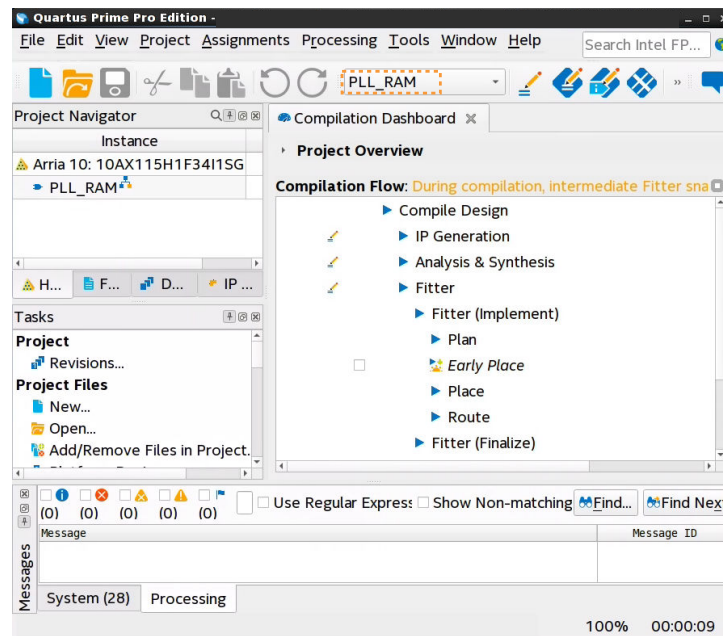 Quartus Prime Pro Edition -
File Edit View Project Assignments Processing Tools Window Help
Search Intel FP...
PLL_RAM
»
Project Navigator
Instance
Arria 10: 10AX115H1F34I1SG
PLL_RAM
H... F... D... IP ...
Tasks
Project
Revisions...
Project Files
New...
Open...
Add/Remove Files in Project.
Compilation Dashboard
Project Overview
Compilation Flow: During compilation, intermediate Fitter sna
Compile Design
IP Generation
Analysis & Synthesis
Fitter
Fitter (Implement)
Plan
Early Place
Place
Route
Fitter (Finalize)
Messages
(0) (0) (0) (0) (0)
Use Regular Express Show Non-matching Find... Find Nex
Message Message ID
System (28) Processing
100% 00:00:09